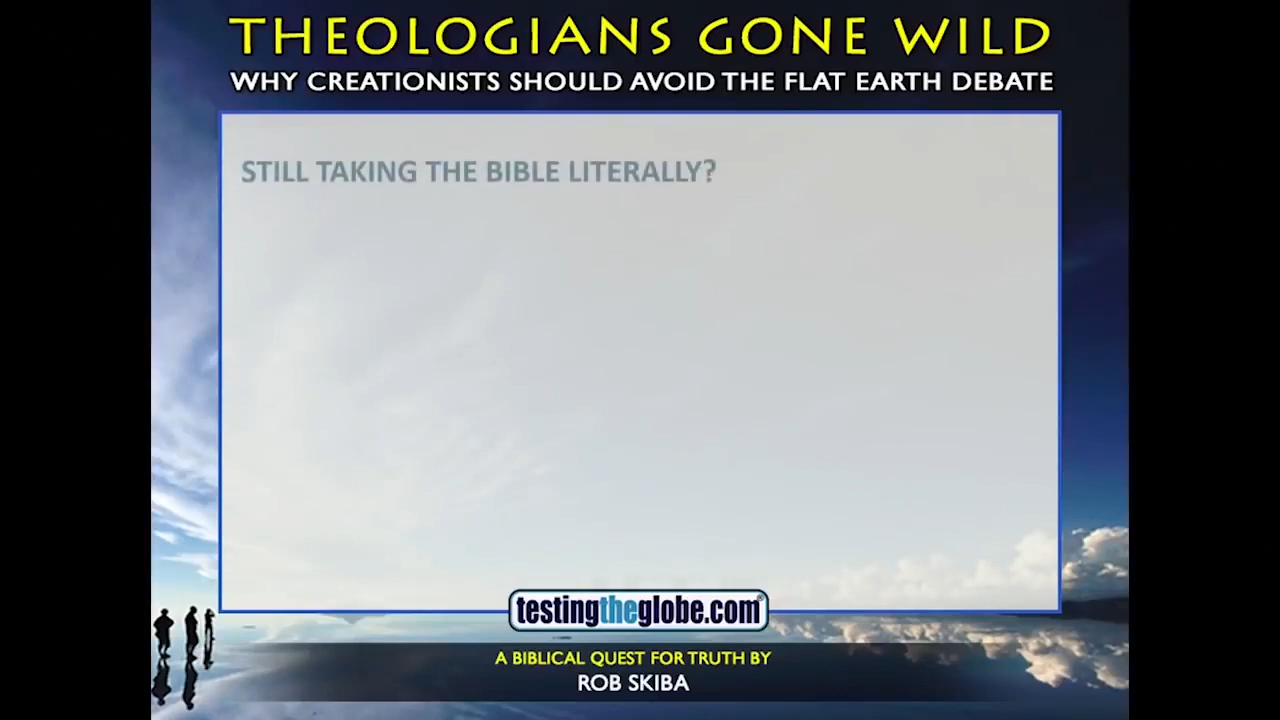 THEOLOGIANS GONE WILD
WHY CREATIONISTS SHOULD AVOID THE FLAT EARTH DEBATE
STILL TAKING THE BIBLE LITERALLY?
testingtheglobe.com®
A BIBLICAL QUEST FOR TRUTH BY
ROB SKIBA